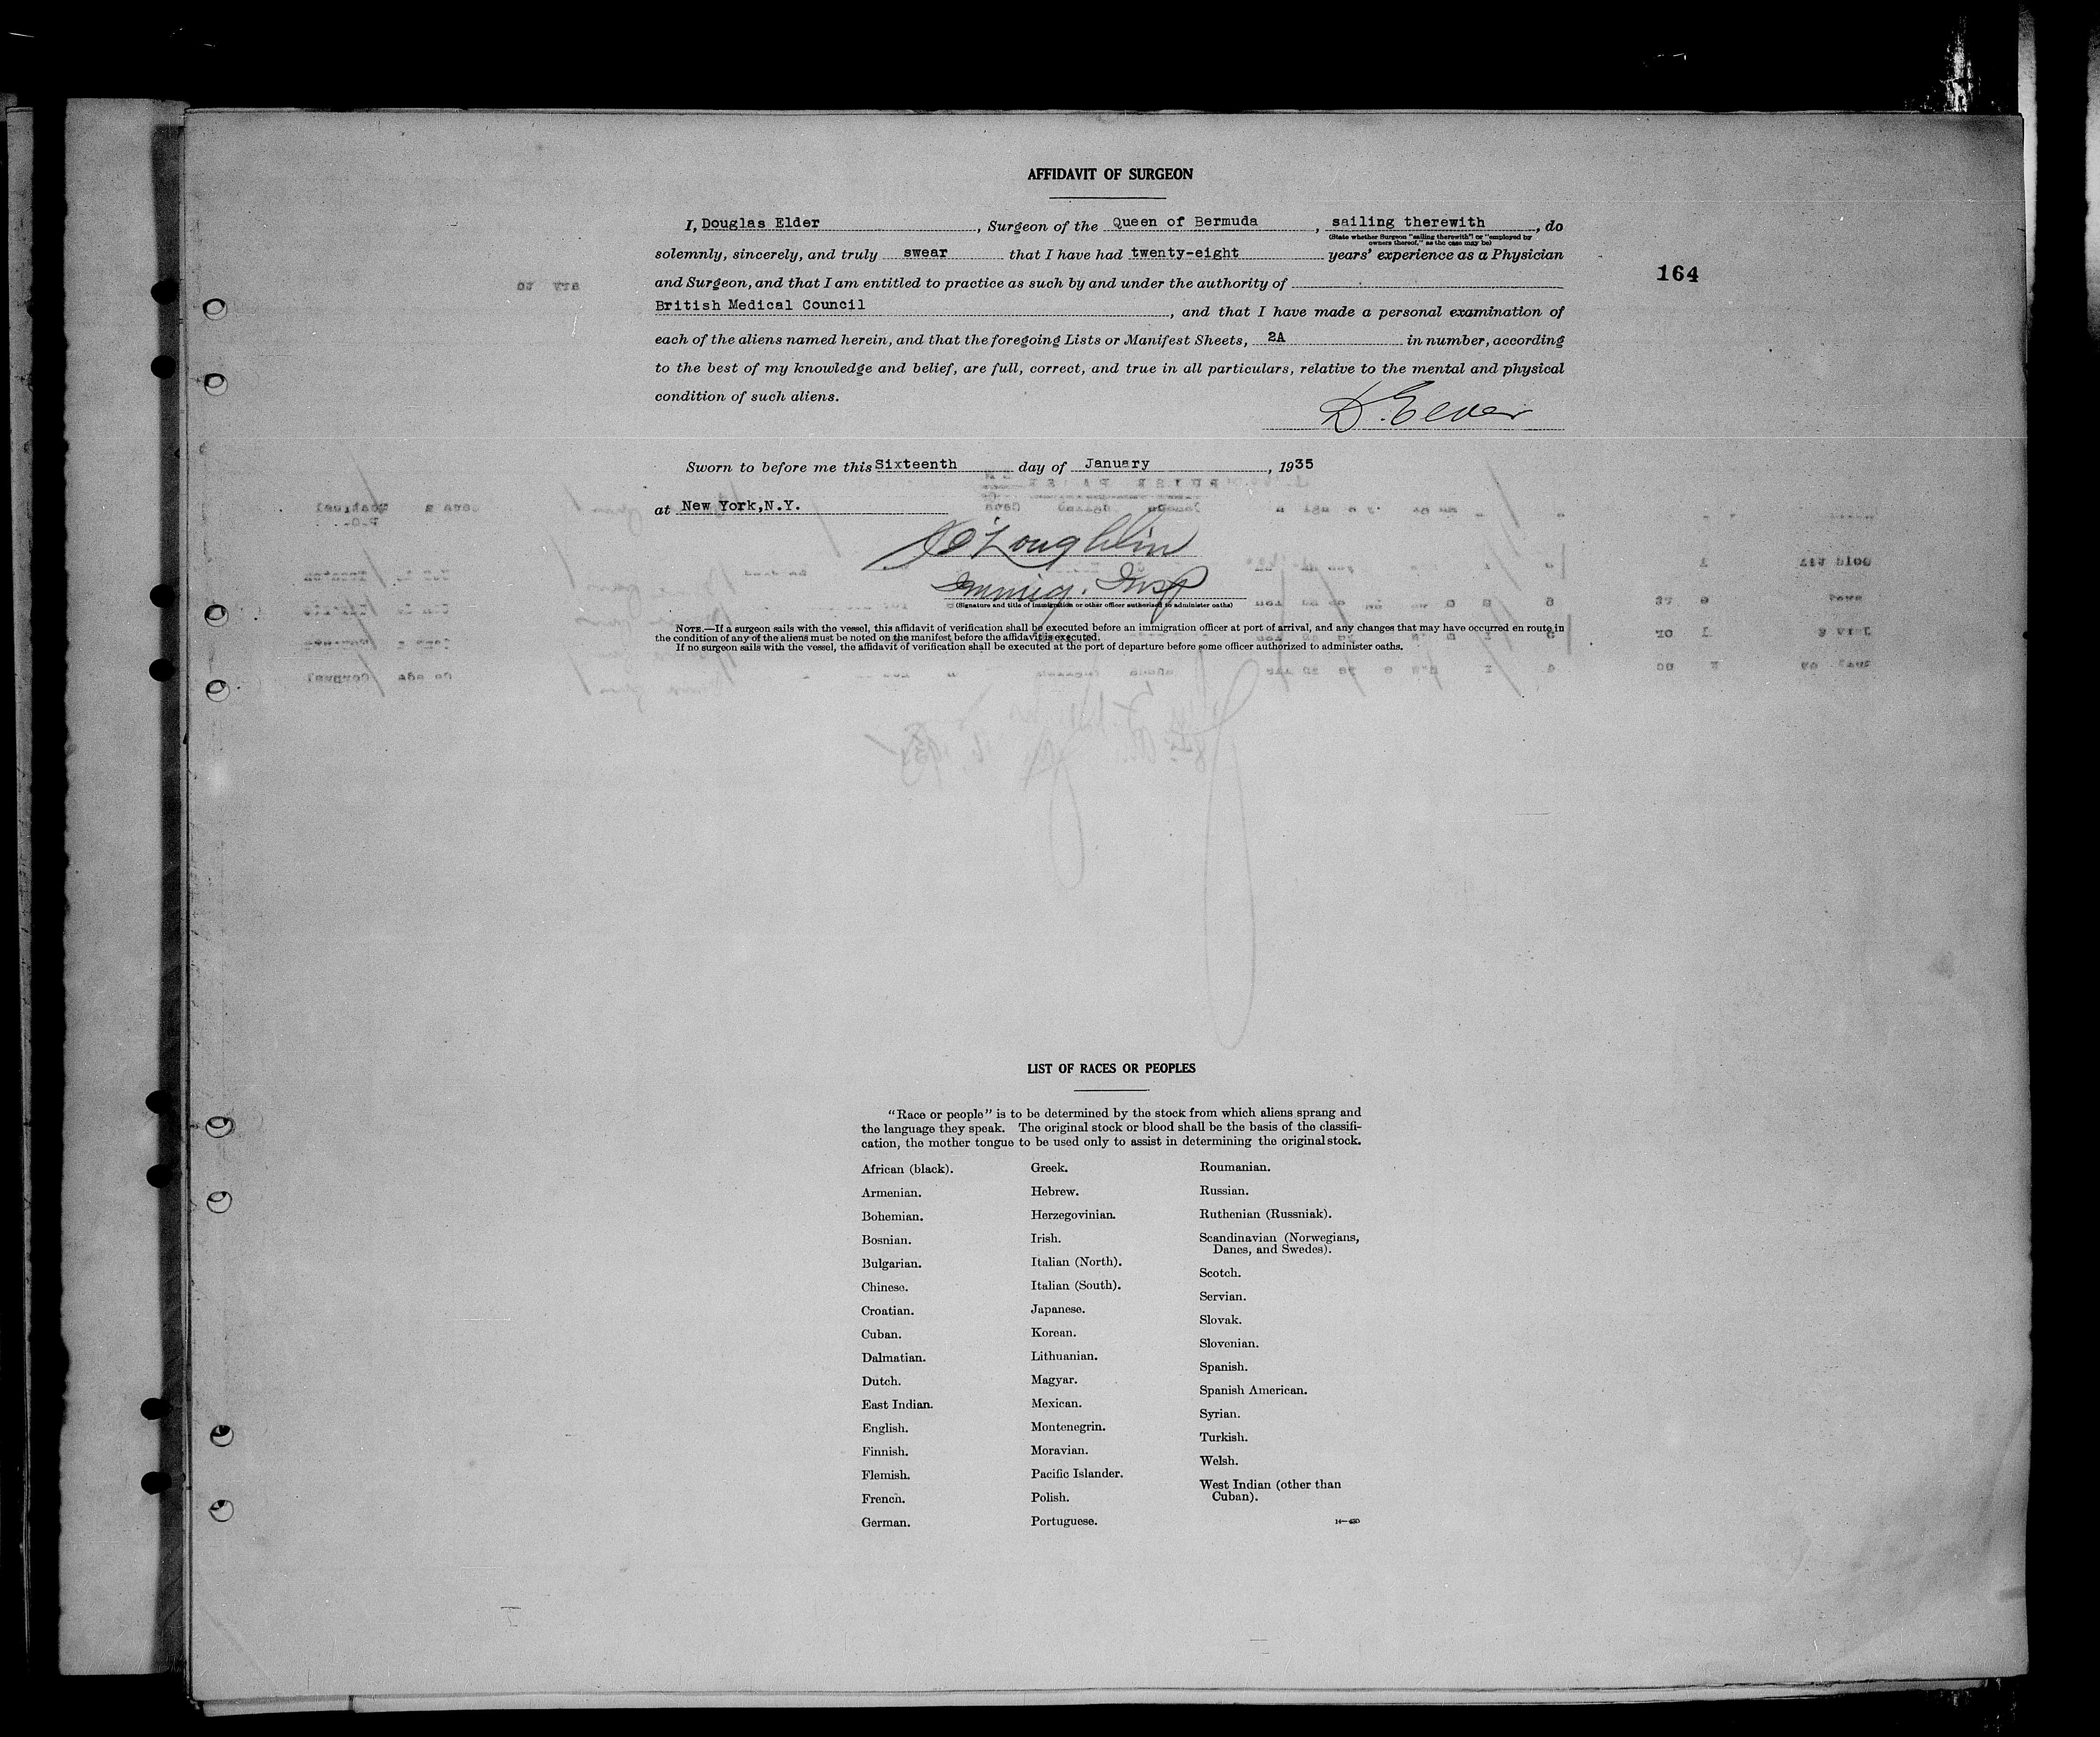 AFFIDAVIT OF SURGEON
I, Douglas Elder, Surgeon of the Queen of Bermuda, sailing therewith, do
(State whether Surgeon "sailing therewith" or "employed by
owners thereof," as the case may be)
solemnly, sincerely, and truly swear that I have had twenty-eight years' experience as a Physician
164
and Surgeon, and that I am entitled to practice as such by and under the authority of
British Medical Council, and that I have made a personal examination of
each of the aliens named herein, and that the foregoing Lists or Manifest Sheets, 2A in number, according
to the best of my knowledge and belief, are full, correct, and true in all particulars, relative to the mental and physical
condition of such aliens.
D. Elder
Sworn to before me this Sixteenth day of January, 1935
at New York, N.Y.
O'Loughlin
Immig. Insp
(Signature and title of immigration or other officer authorized to administer oaths)
NOTE.—If a surgeon sails with the vessel, this affidavit of verification shall be executed before an immigration officer at port of arrival, and any changes that may have occurred en route in
the condition of any of the aliens must be noted on the manifest before the affidavit is executed.
If no surgeon sails with the vessel, the affidavit of verification shall be executed at the port of departure before some officer authorized to administer oaths.
LIST OF RACES OR PEOPLES
"Race or people" is to be determined by the stock from which aliens sprang and
the language they speak. The original stock or blood shall be the basis of the classifi-
cation, the mother tongue to be used only to assist in determining the original stock.
African (black).
Armenian.
Bohemian.
Bosnian.
Bulgarian.
Chinese.
Croatian.
Cuban.
Dalmatian.
Dutch.
East Indian.
English.
Finnish.
Flemish.
French.
German.
Greek.
Hebrew.
Herzegovinian.
Irish.
Italian (North).
Italian (South).
Japanese.
Korean.
Lithuanian.
Magyar.
Mexican.
Montenegrin.
Moravian.
Pacific Islander.
Polish.
Portuguese.
Roumanian.
Russian.
Ruthenian (Russniak).
Scandinavian (Norwegians,
Danes, and Swedes).
Scotch.
Servian.
Slovak.
Slovenian.
Spanish.
Spanish American.
Syrian.
Turkish.
Welsh.
West Indian (other than
Cuban).